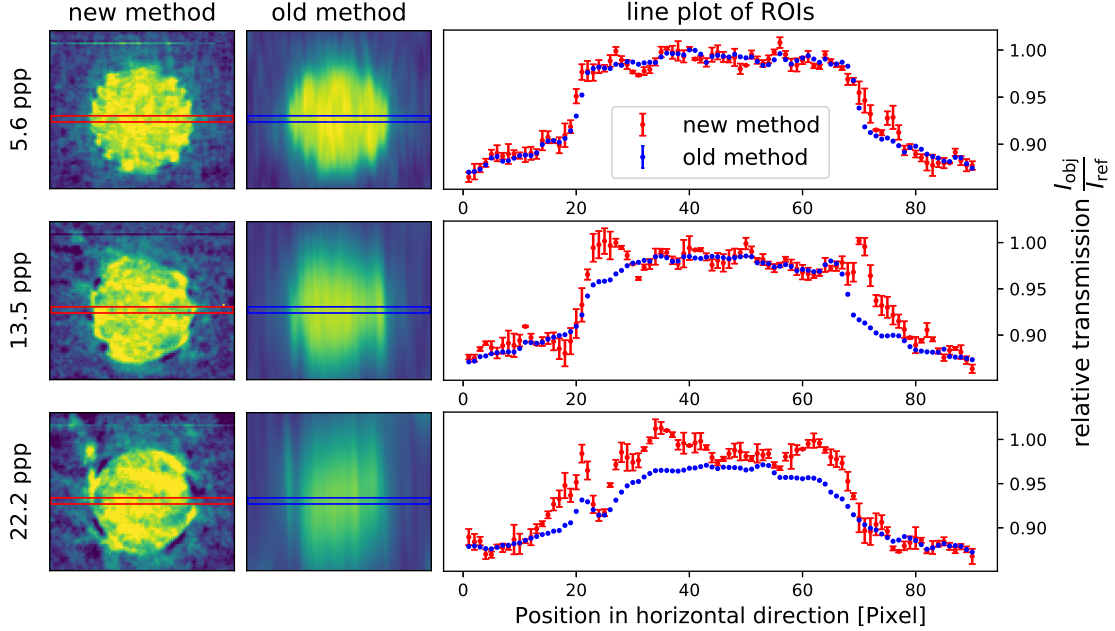 new method old method line plot of ROIs
5.6 ppp
1.00
0.95
0.90
new method
old method
0 20 40 60 80
13.5 ppp
1.00
0.95
0.90
0 20 40 60 80
22.2 ppp
1.00
0.95
0.90
0 20 40 60 80
Position in horizontal direction [Pixel]
relative transmission I_obj / I_ref